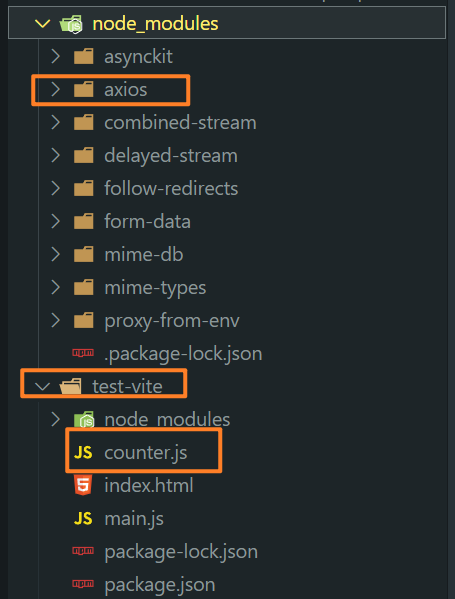 node_modules
asynckit
axios
combined-stream
delayed-stream
follow-redirects
form-data
mime-db
mime-types
proxy-from-env
.package-lock.json
test-vite
node_modules
JS counter.js
5 index.html
JS main.js
package-lock.json
package.json